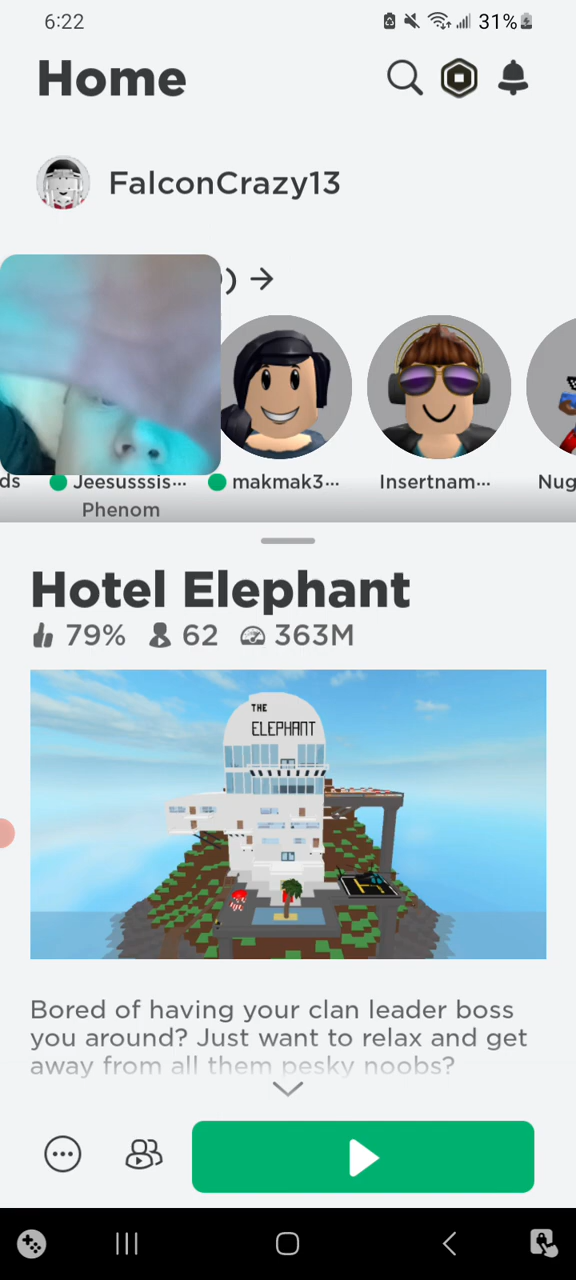 6:22
31%
Home
FalconCrazy13
) →
ds
Jeesusssis...
makmak3...
Insertnam...
Nug
Phenom
Hotel Elephant
79% 62 363M
THE
ELEPHANT
Bored of having your clan leader boss
you around? Just want to relax and get
away from all them pesky noobs?